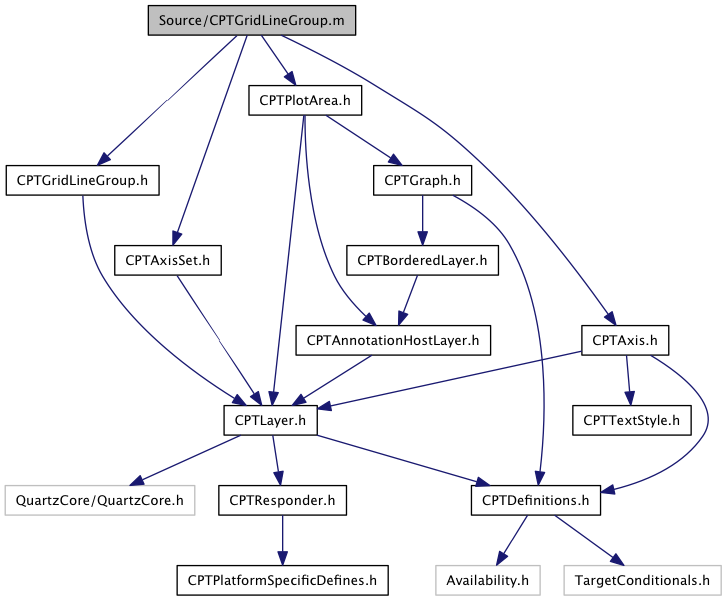 Source/CPTGridLineGroup.m
CPTPlotArea.h
CPTGridLineGroup.h
CPTGraph.h
CPTAxisSet.h
CPTBorderedLayer.h
CPTAnnotationHostLayer.h
CPTAxis.h
CPTLayer.h
CPTTextStyle.h
QuartzCore/QuartzCore.h
CPTResponder.h
CPTDefinitions.h
CPTPlatformSpecificDefines.h
Availability.h
TargetConditionals.h